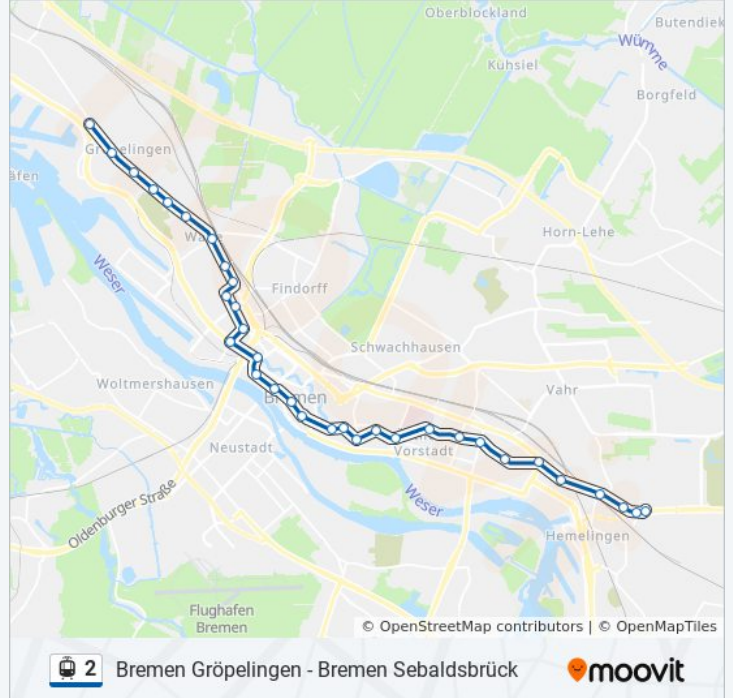 Oberblockland
Butendiek
Wümme
Kuhsiel
Borgfeld
Gröpelingen
äfen
Horn-Lehe
Weser
Findorff
Schwachhausen
Woltmershausen
Vahr
Bremen
Neustadt
Vorstadt
Weser
Oldenburger Straße
Hemelingen
Flughafen
Bremen
© OpenStreetMap contributors | © OpenMapTiles
2 Bremen Gröpelingen - Bremen Sebaldsbrück
moovit